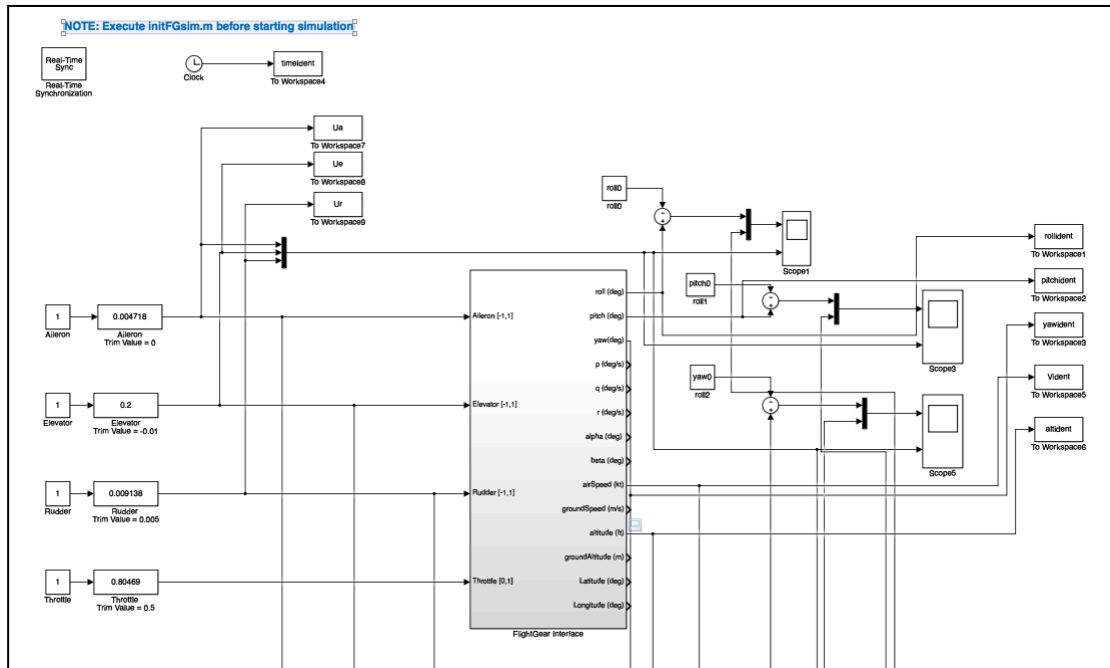 NOTE: Execute initFGsim.m before starting simulation
Real-Time
Sync
Real-Time
Synchronization
Clock
timeIdent
To Workspace4
Ua
To Workspace7
Ue
To Workspace8
Ur
To Workspace9
roll0
roll0
Scope1
rollident
To Workspace1
pitch0
roll1
pitchident
To Workspace2
yawident
To Workspace3
Scope3
yaw0
roll2
Vident
To Workspace5
Scope5
altident
To Workspace6
1
Aileron
0.004718
Aileron
Trim Value = 0
1
Elevator
0.2
Elevator
Trim Value = -0.01
1
Rudder
0.009138
Rudder
Trim Value = 0.005
1
Throttle
0.80469
Throttle
Trim Value = 0.5
Aileron [-1,1]
Elevator [-1,1]
Rudder [-1,1]
Throttle [0,1]
roll (deg)
pitch (deg)
yaw(deg)
p (deg/s)
q (deg/s)
r (deg/s)
alpha (deg)
beta (deg)
airSpeed (kt)
groundSpeed (m/s)
altitude (ft)
groundAltitude (m)
Latitude (deg)
Longitude (deg)
FlightGear Interface